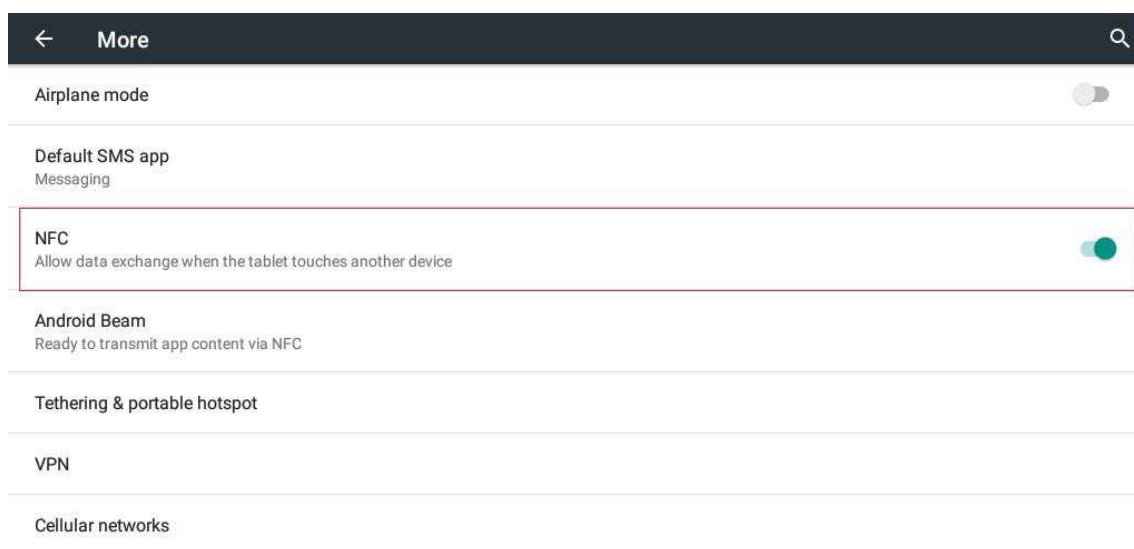 More
Airplane mode
Default SMS app
Messaging
NFC
Allow data exchange when the tablet touches another device
Android Beam
Ready to transmit app content via NFC
Tethering & portable hotspot
VPN
Cellular networks